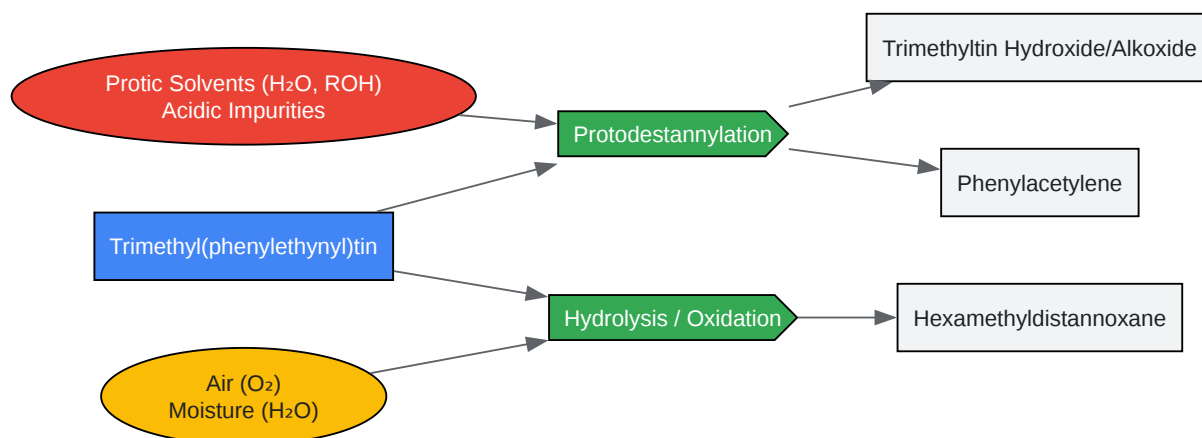 Protic Solvents (H₂O, ROH)
Acidic Impurities
Trimethyl(phenylethynyl)tin
Air (O₂)
Moisture (H₂O)
Protodestannylation
Hydrolysis / Oxidation
Trimethyltin Hydroxide/Alkoxide
Phenylacetylene
Hexamethyldistannoxane